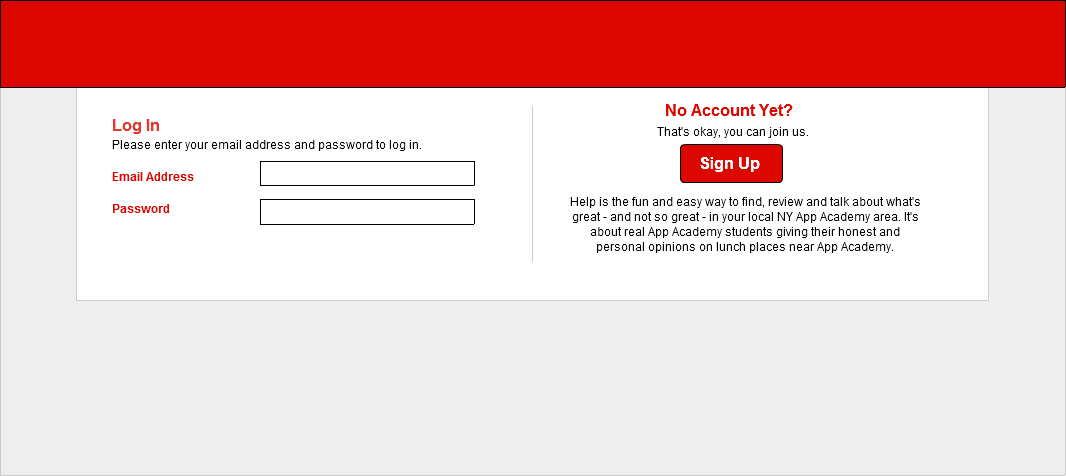 Log In
Please enter your email address and password to log in.
Email Address
Password
No Account Yet?
That's okay, you can join us.
Sign Up
Help is the fun and easy way to find, review and talk about what's
great - and not so great - in your local NY App Academy area. It's
about real App Academy students giving their honest and
personal opinions on lunch places near App Academy.